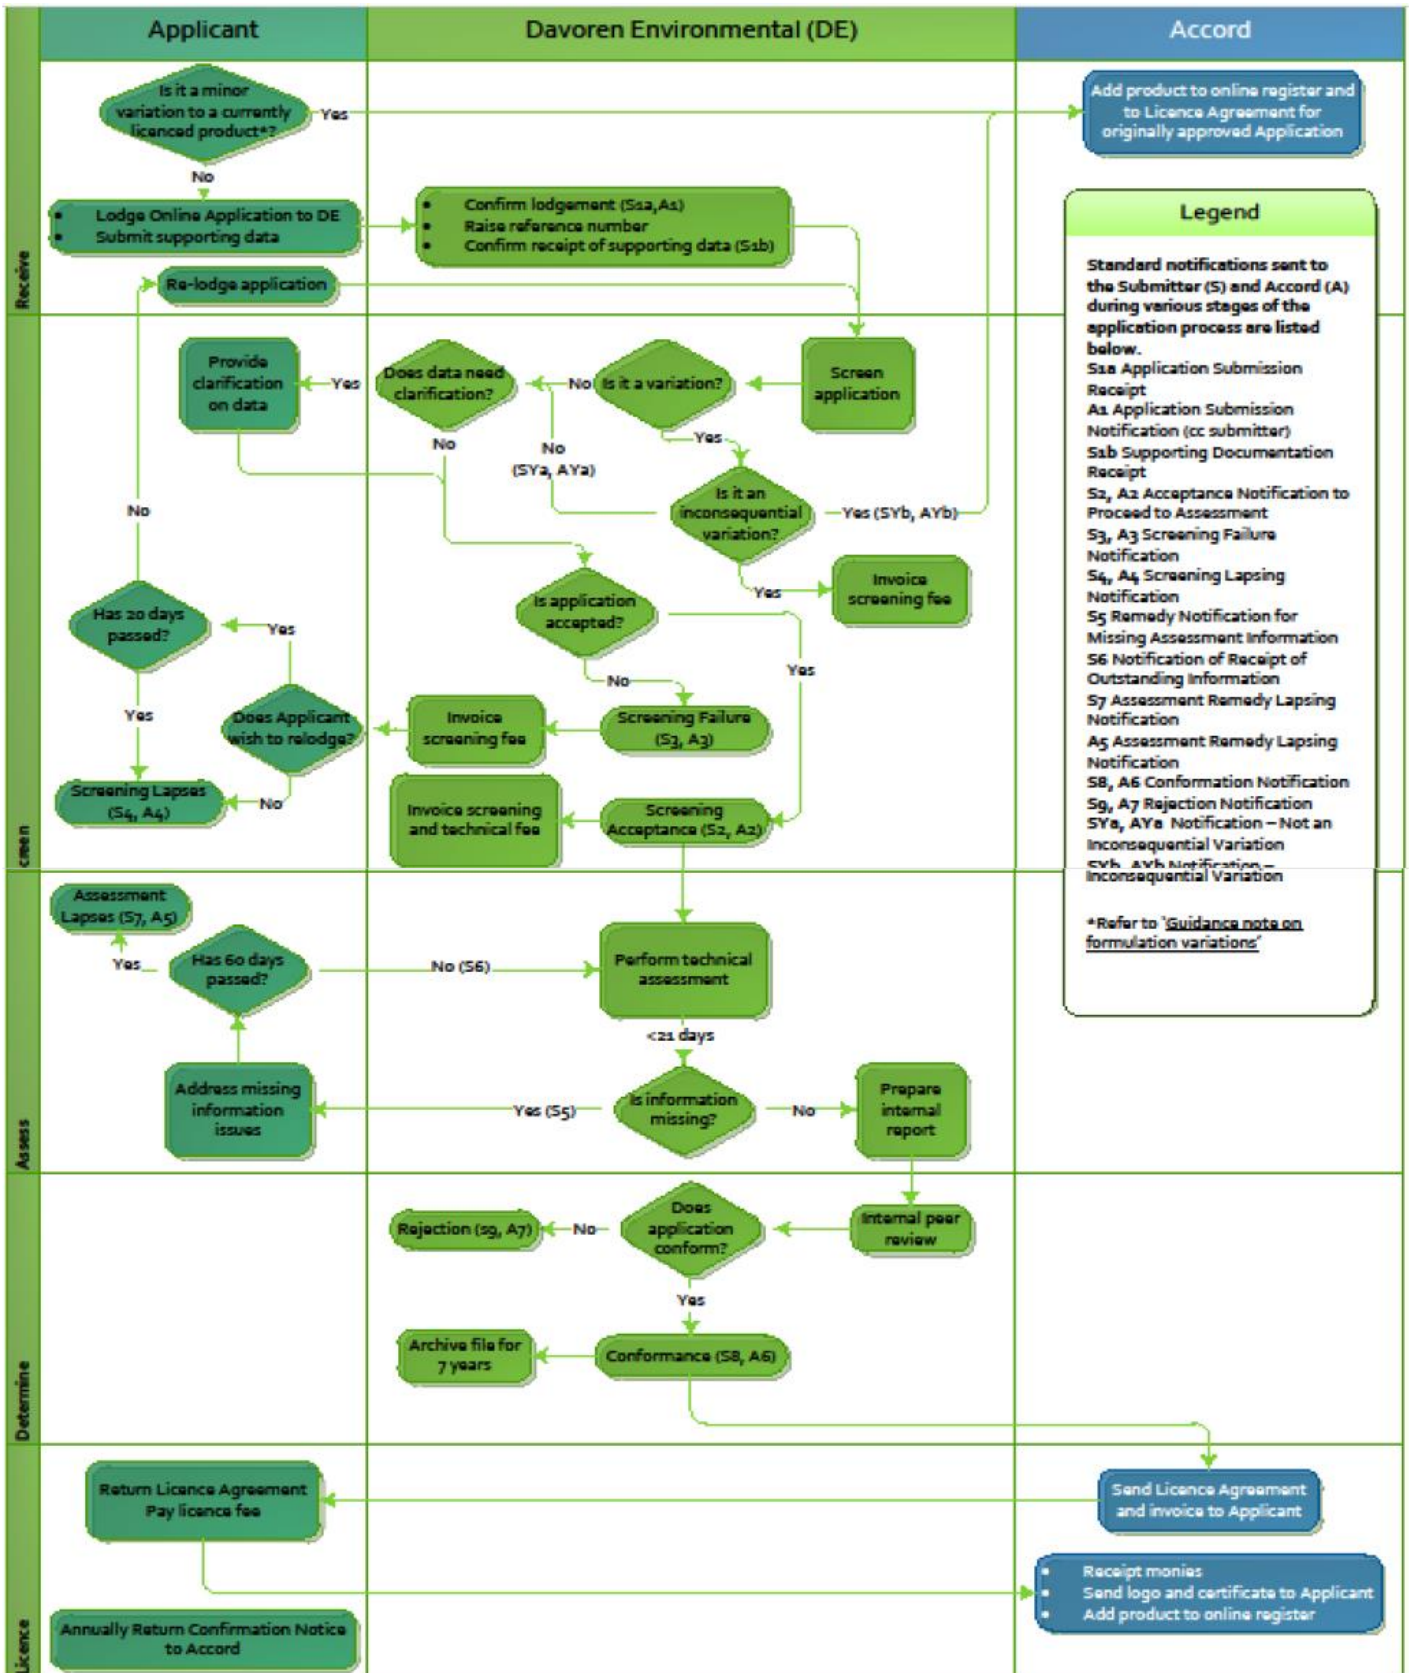 Applicant
Davoren Environmental (DE)
Accord
Is it a minor
variation to a currently
licenced product*?
Yes
Add product to online register and
to Licence Agreement for
originally approved Application
No
• Lodge Online Application to DE
• Submit supporting data
• Confirm lodgement (S1a,A1)
• Raise reference number
• Confirm receipt of supporting data (S1b)
Re-lodge application
Receive
Legend
Standard notifications sent to
the Submitter (S) and Accord (A)
during various stages of the
application process are listed
below.
S1a Application Submission
Receipt
A1 Application Submission
Notification (cc submitter)
S1b Supporting Documentation
Receipt
S2, A2 Acceptance Notification to
Proceed to Assessment
S3, A3 Screening Failure
Notification
S4, A4 Screening Lapsing
Notification
S5 Remedy Notification for
Missing Assessment Information
S6 Notification of Receipt of
Outstanding Information
S7 Assessment Remedy Lapsing
Notification
A5 Assessment Remedy Lapsing
Notification
S8, A6 Conformation Notification
S9, A7 Rejection Notification
SYa, AYa Notification – Not an
Inconsequential Variation
SYb, AYb Notification –
Inconsequential Variation
*Refer to ‘Guidance note on
formulation variations’
Provide
clarification
on data
Yes
Does data need
clarification?
No
Is it a variation?
Screen
application
No
No
(SYa, AYa)
Yes
Is it an
inconsequential
variation?
Yes (SYb, AYb)
No
Yes
Invoice
screening fee
Has 20 days
passed?
Yes
Is application
accepted?
Yes
No
Yes
Does Applicant
wish to relodge?
Invoice
screening fee
Screening Failure
(S3, A3)
Screening Lapses
(S4, A4)
No
Invoice screening
and technical fee
Screening
Acceptance (S2, A2)
creen
Assessment
Lapses (S7, A5)
Yes
Has 60 days
passed?
No (S6)
Perform technical
assessment
<21 days
Address missing
information
issues
Yes (S5)
Is information
missing?
No
Prepare
internal
report
Assess
Rejection (s9, A7)
No
Does
application
conform?
Internal peer
review
Yes
Archive file for
7 years
Conformance (S8, A6)
Determine
Return Licence Agreement
Pay licence fee
Send Licence Agreement
and invoice to Applicant
• Receipt monies
• Send logo and certificate to Applicant
• Add product to online register
Annually Return Confirmation Notice
to Accord
Licence